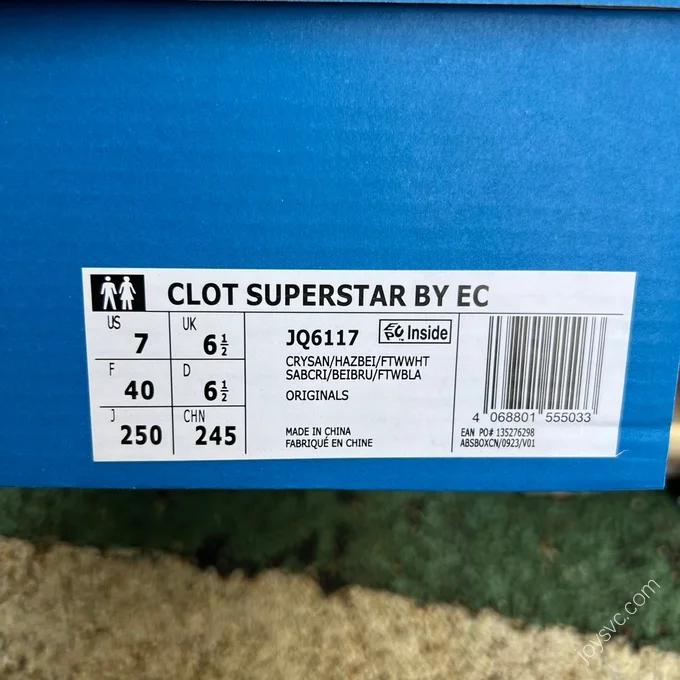 CLOT SUPERSTAR BY EC
US
7
UK
6½
F
40
D
6½
J
250
CHN
245
JQ6117
EPC Inside
CRYSAN/HAZBEI/FTWWHT
SABCRI/BEIBRU/FTWBLA
ORIGINALS
MADE IN CHINA
FABRIQUÉ EN CHINE
4 068801 555033
EAN PO# 135276298
ABSBOXCN/0923/V01
joysvc.com